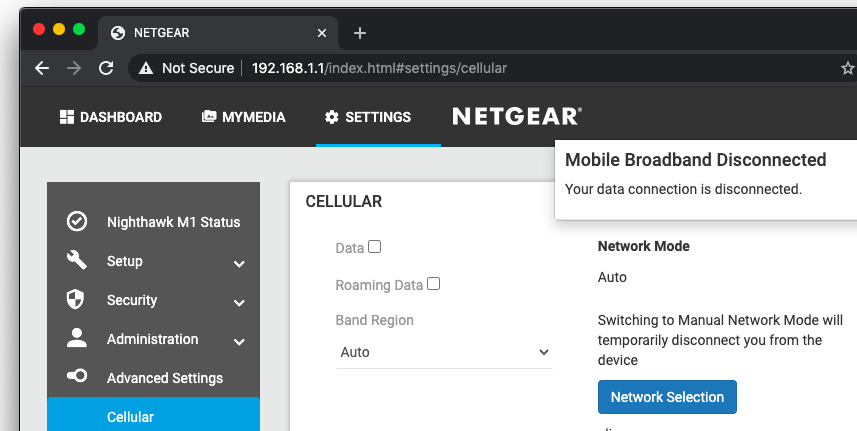 NETGEAR
Not Secure | 192.168.1.1/index.html#settings/cellular
DASHBOARD MYMEDIA SETTINGS NETGEAR®
Mobile Broadband Disconnected
Your data connection is disconnected.
Nighthawk M1 Status
Setup
Security
Administration
Advanced Settings
Cellular
CELLULAR
Data
Roaming Data
Band Region
Auto
Network Mode
Auto
Switching to Manual Network Mode will
temporarily disconnect you from the
device
Network Selection